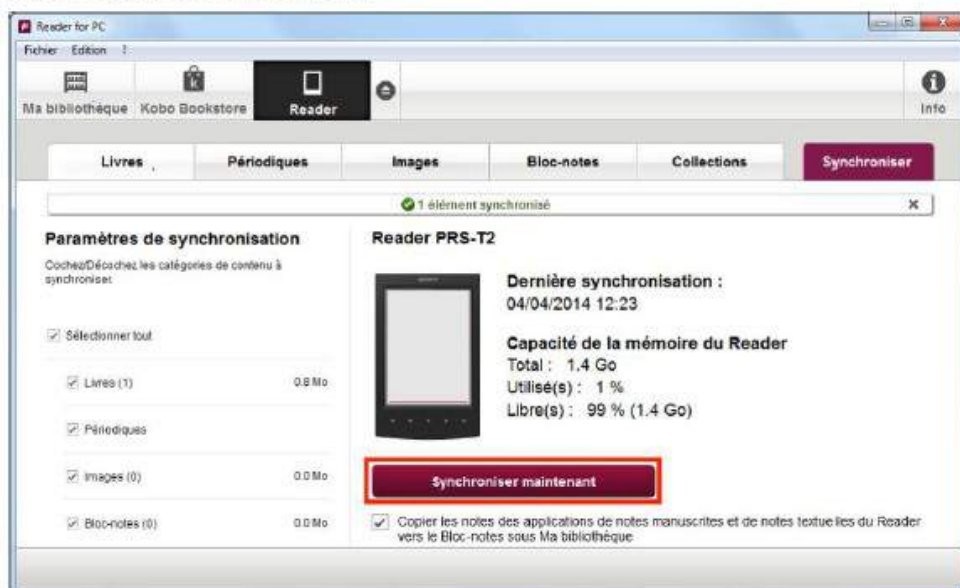 Reader for PC
Fichier Edition ?
Ma bibliothèque Kobo Bookstore Reader Info
Livres Périodiques Images Bloc-notes Collections Synchroniser
1 élément synchronisé
Paramètres de synchronisation
Cochez/Décochez les catégories de contenu à
synchroniser.
Sélectionner tout
Livres (1) 0.8 Mo
Périodiques
Images (0) 0.0 Mo
Bloc-notes (0) 0.0 Mo
Reader PRS-T2
SONY
Dernière synchronisation :
04/04/2014 12:23
Capacité de la mémoire du Reader
Total : 1.4 Go
Utilisé(s) : 1 %
Libre(s) : 99 % (1.4 Go)
Synchroniser maintenant
Copier les notes des applications de notes manuscrites et de notes textuelles du Reader
vers le Bloc-notes sous Ma bibliothèque